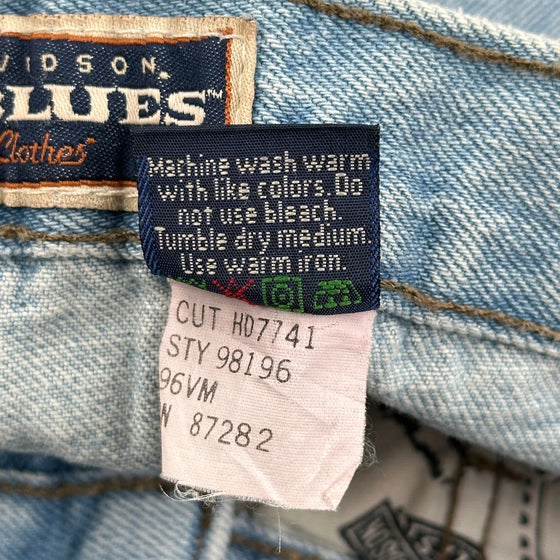 VIDSON.
BLUES™
Clothes
Machine wash warm
with like colors. Do
not use bleach.
Tumble dry medium.
Use warm iron.
CUT HD7741
STY 98196
96VM
N 87282